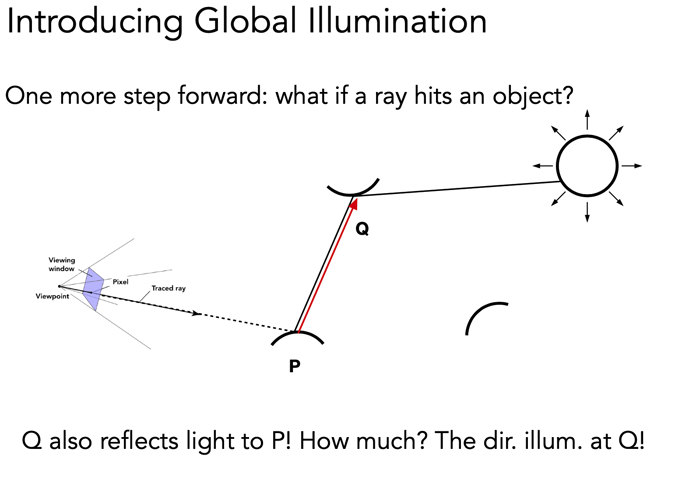 Introducing Global Illumination
One more step forward: what if a ray hits an object?
Q
Viewing
window
Pixel
Traced ray
Viewpoint
P
Q also reflects light to P! How much? The dir. illum. at Q!